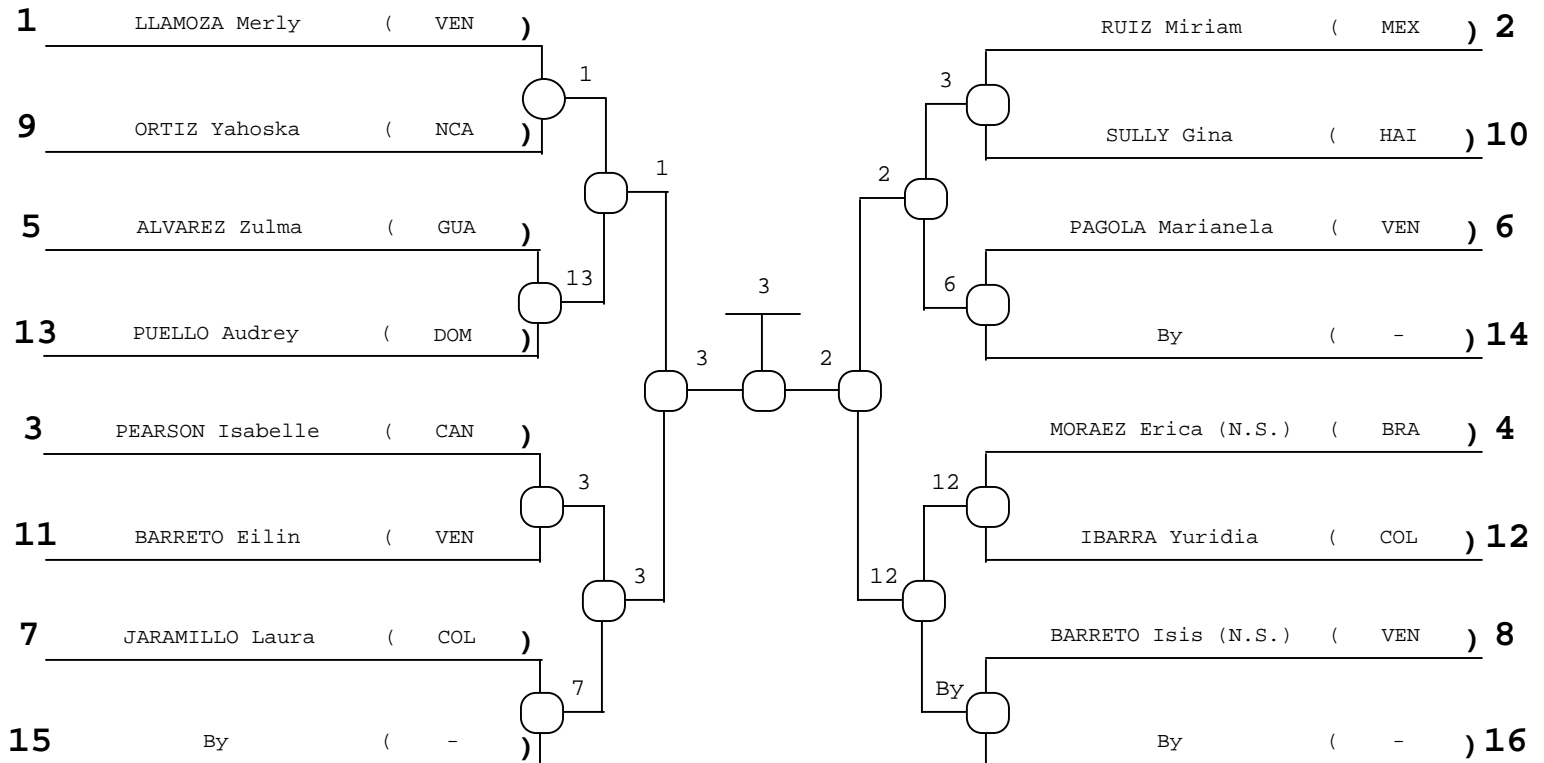 1 LLAMOZA Merly ( VEN ) RUIZ Miriam ( MEX ) 2
1 3
9 ORTIZ Yahoska ( NCA ) SULLY Gina ( HAI ) 10
1 2
5 ALVAREZ Zulma ( GUA ) PAGOLA Marianela ( VEN ) 6
13 3 6
13 PUELLO Audrey ( DOM ) By ( - ) 14
3 2
3 PEARSON Isabelle ( CAN ) MORAEZ Erica (N.S.) ( BRA ) 4
3 12
11 BARRETO Eilin ( VEN ) IBARRA Yuridia ( COL ) 12
3 12
7 JARAMILLO Laura ( COL ) BARRETO Isis (N.S.) ( VEN ) 8
7 By
15 By ( - ) By ( - ) 16